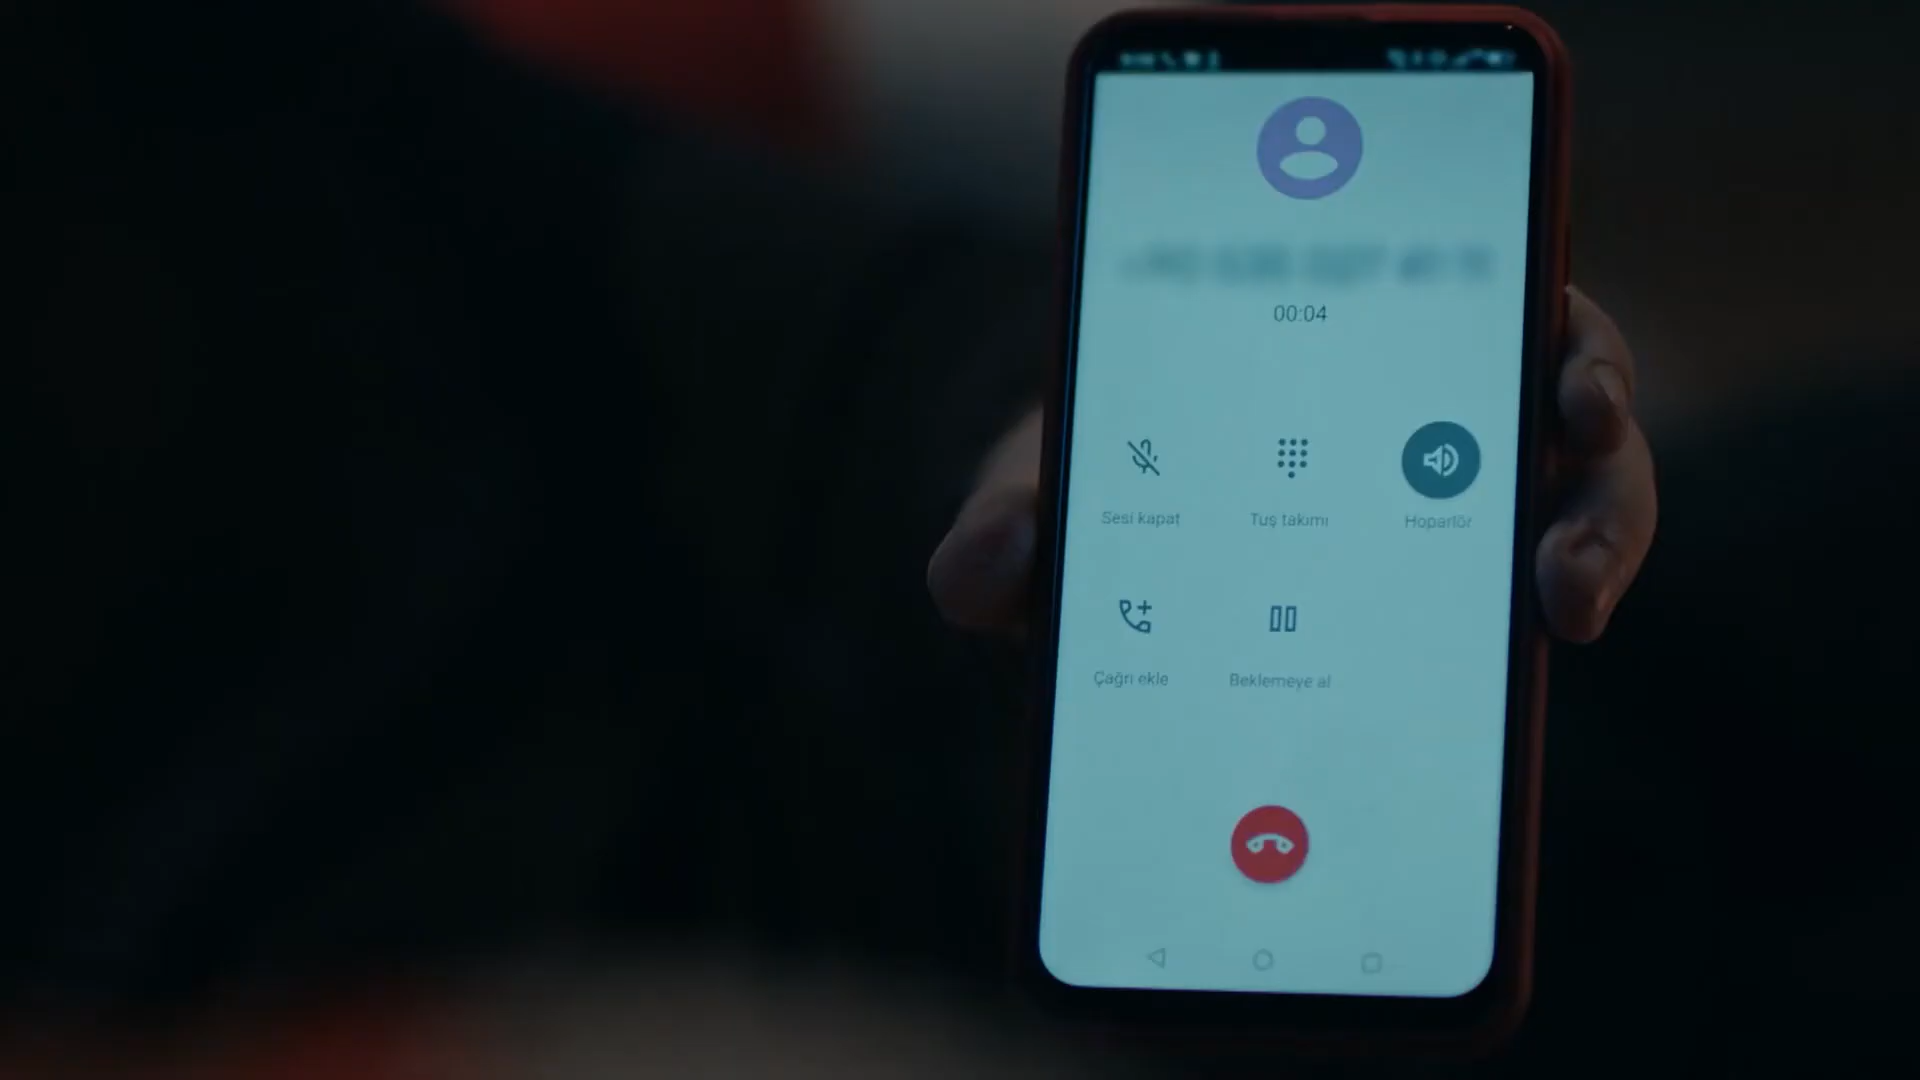 00:04
Sesi kapat
Tuş takımı
Hoparlör
Çağrı ekle
Beklemeye al